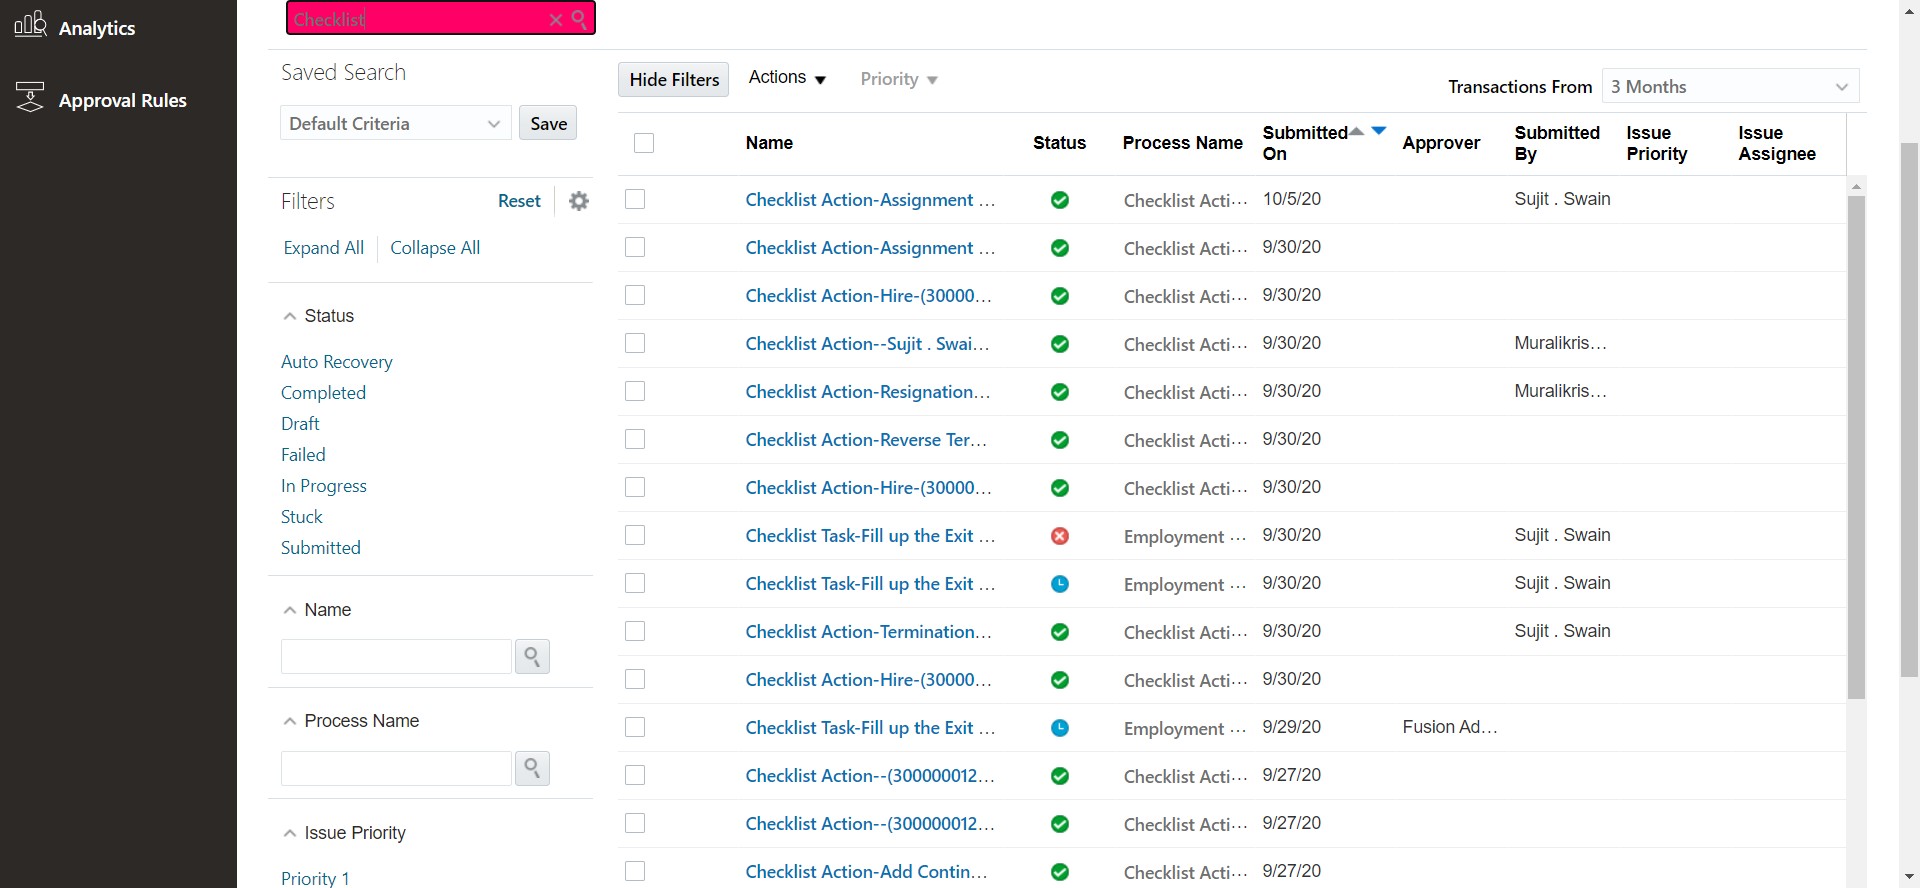 Analytics
Approval Rules
Checklist
Saved Search
Default Criteria
Save
Filters
Reset
Expand All
Collapse All
Status
Auto Recovery
Completed
Draft
Failed
In Progress
Stuck
Submitted
Name
Process Name
Issue Priority
Priority 1
Hide Filters
Actions
Priority
Transactions From
3 Months
Name Status Process Name Submitted On Approver Submitted By Issue Priority Issue Assignee
Checklist Action-Assignment ... Checklist Acti... 10/5/20 Sujit . Swain
Checklist Action-Assignment ... Checklist Acti... 9/30/20
Checklist Action-Hire-(30000... Checklist Acti... 9/30/20
Checklist Action--Sujit . Swai... Checklist Acti... 9/30/20 Muralikris...
Checklist Action-Resignation... Checklist Acti... 9/30/20 Muralikris...
Checklist Action-Reverse Ter... Checklist Acti... 9/30/20
Checklist Action-Hire-(30000... Checklist Acti... 9/30/20
Checklist Task-Fill up the Exit ... Employment ... 9/30/20 Sujit . Swain
Checklist Task-Fill up the Exit ... Employment ... 9/30/20 Sujit . Swain
Checklist Action-Termination... Checklist Acti... 9/30/20 Sujit . Swain
Checklist Action-Hire-(30000... Checklist Acti... 9/30/20
Checklist Task-Fill up the Exit ... Employment ... 9/29/20 Fusion Ad...
Checklist Action--(300000012... Checklist Acti... 9/27/20
Checklist Action--(300000012... Checklist Acti... 9/27/20
Checklist Action-Add Contin... Checklist Acti... 9/27/20